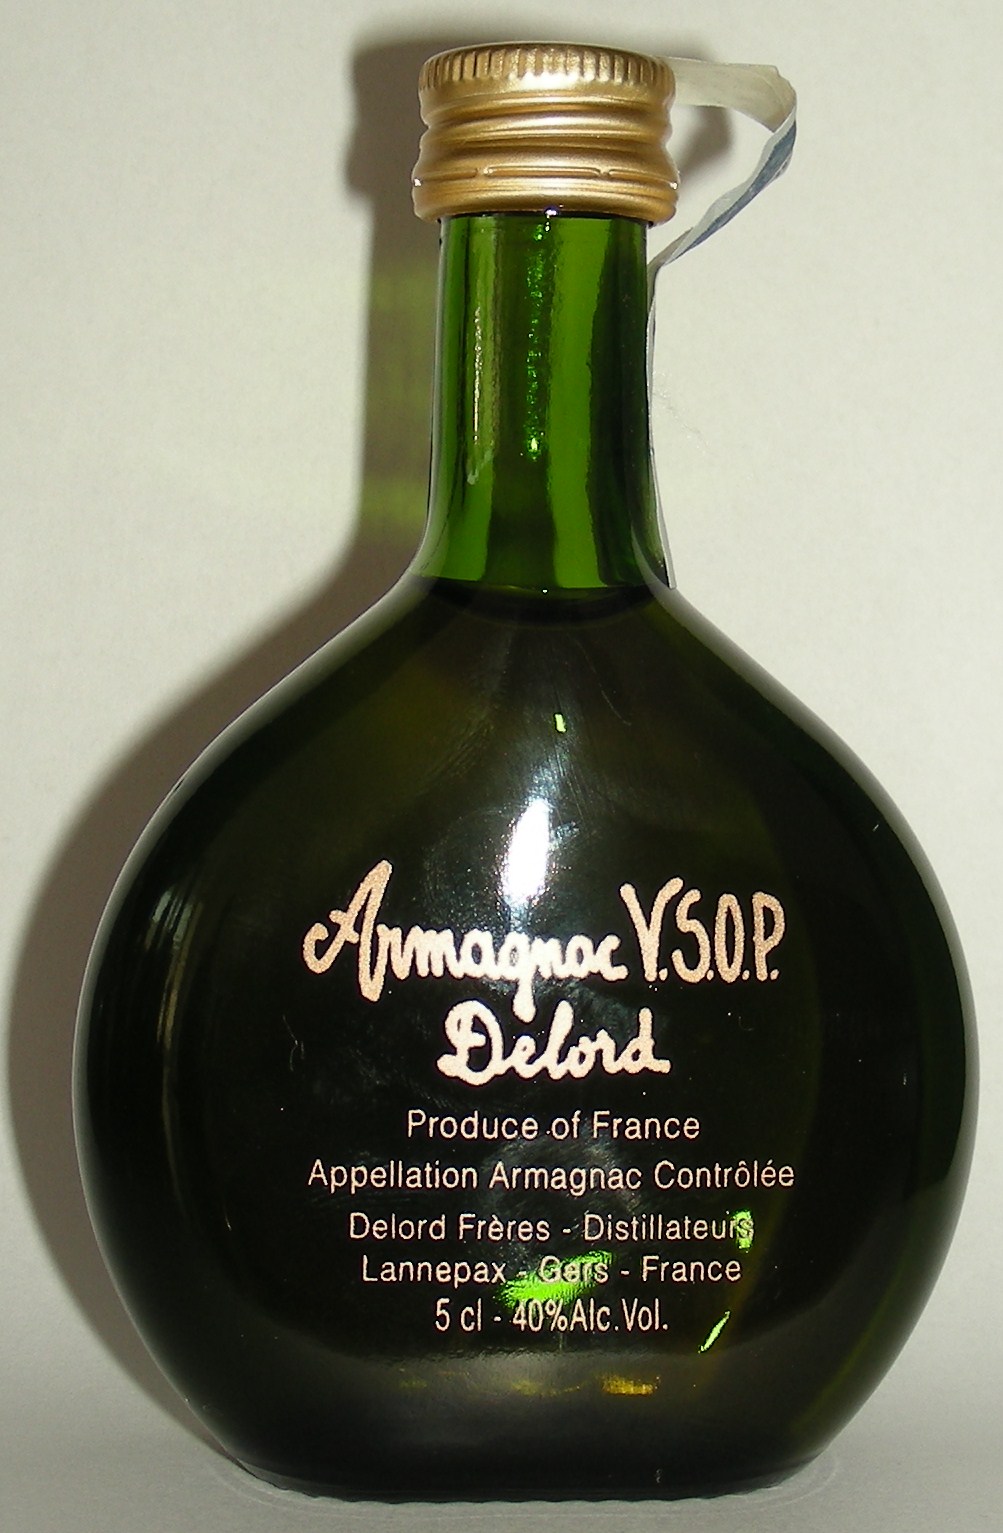 Armagnac V.S.O.P.
Delord
Produce of France
Appellation Armagnac Contrôlée
Delord Frères - Distillateurs
Lannepax - Gers - France
5 cl - 40%Alc.Vol.